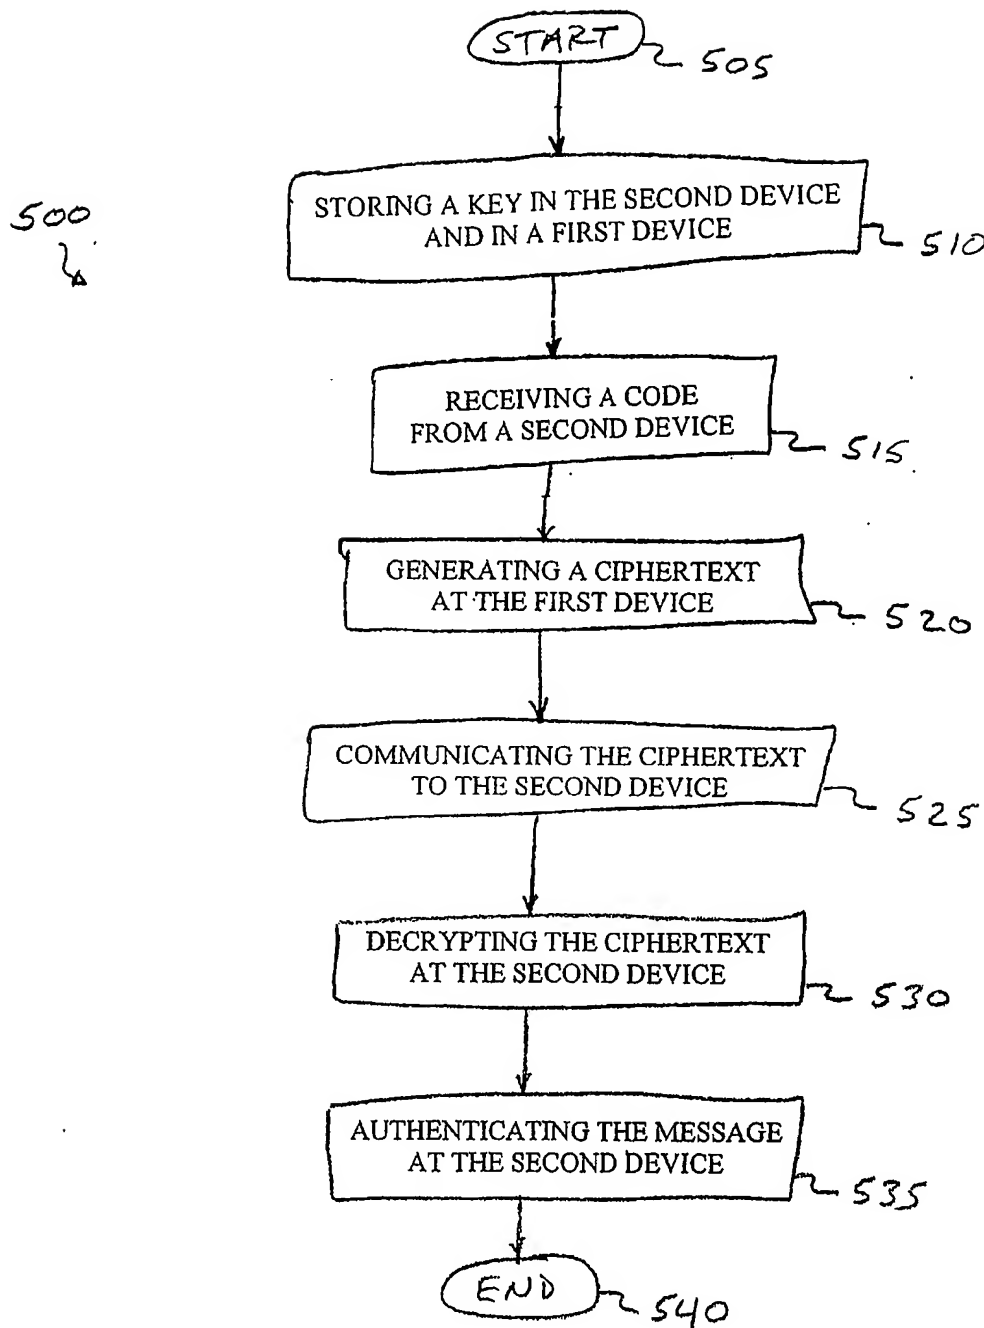 START
505
500
STORING A KEY IN THE SECOND DEVICE
AND IN A FIRST DEVICE
510
RECEIVING A CODE
FROM A SECOND DEVICE
515
GENERATING A CIPHERTEXT
AT THE FIRST DEVICE
520
COMMUNICATING THE CIPHERTEXT
TO THE SECOND DEVICE
525
DECRYPTING THE CIPHERTEXT
AT THE SECOND DEVICE
530
AUTHENTICATING THE MESSAGE
AT THE SECOND DEVICE
535
END
540